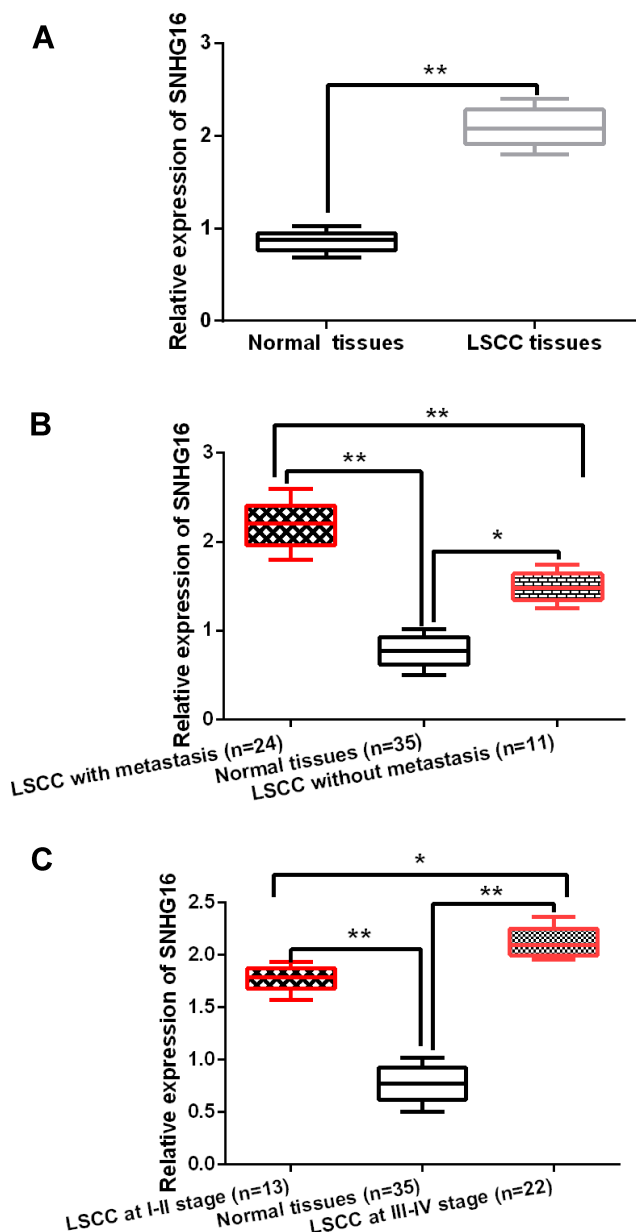 A
Relative expression of SNHG16
3
2
1
0
**
Normal tissues
LSCC tissues
B
Relative expression of SNHG16
3
2
1
0
**
**
*
LSCC with metastasis (n=24)
Normal tissues (n=35)
LSCC without metastasis (n=11)
C
Relative expression of SNHG16
2.5
2.0
1.5
1.0
0.5
0.0
*
**
**
LSCC at I-II stage (n=13)
Normal tissues (n=35)
LSCC at III-IV stage (n=22)